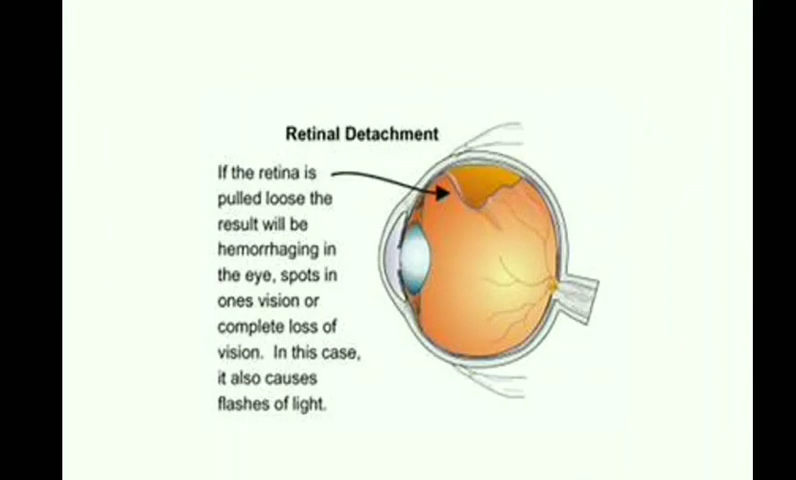 Retinal Detachment
If the retina is
pulled loose the
result will be
hemorrhaging in
the eye, spots in
ones vision or
complete loss of
vision. In this case,
it also causes
flashes of light.